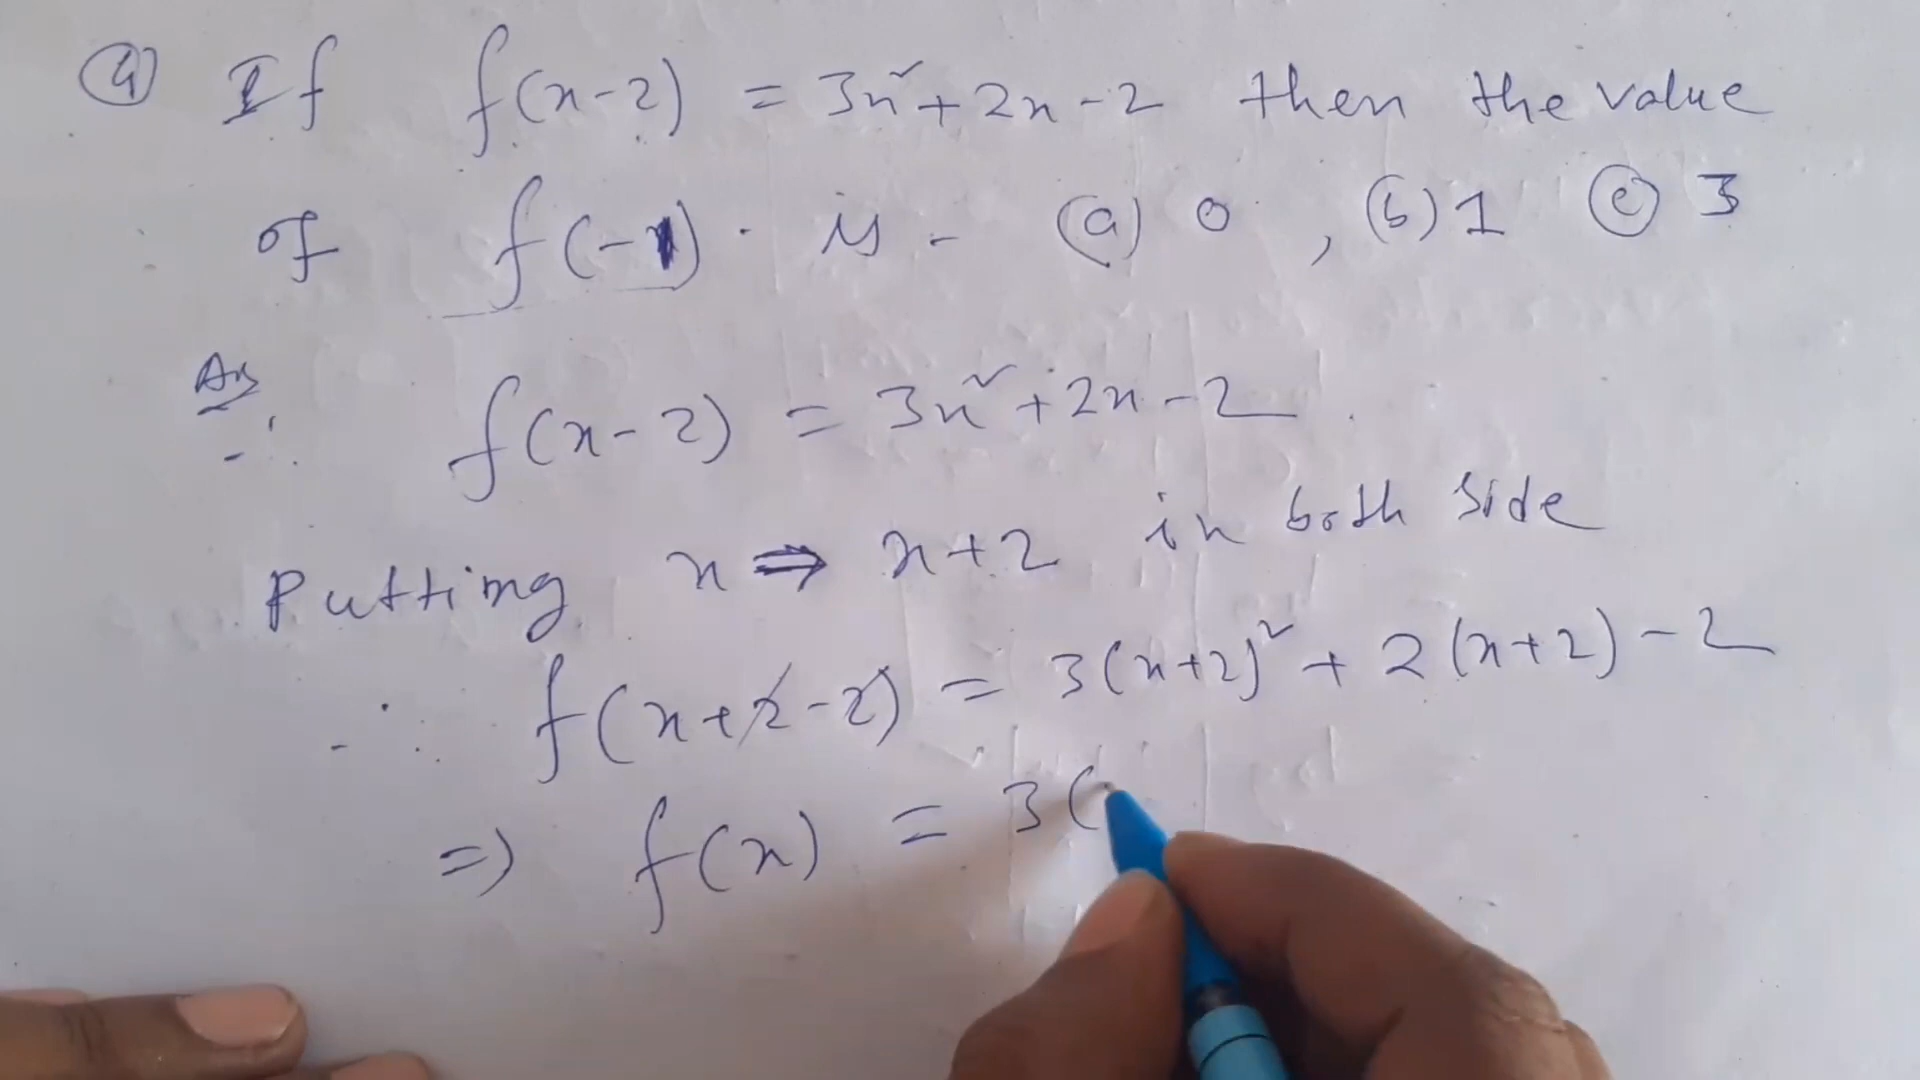 (4) If f(x-2) = 3x²+2x-2 then the value
of f(-1). is - (a) 0 , (b) 1 (c) 3
Ans
∴ f(x-2) = 3x²+2x-2
Putting x ⇒ x+2 in both side
∴ f(x+2-2) = 3(x+2)²+2(x+2)-2
⇒ f(x) = 3(